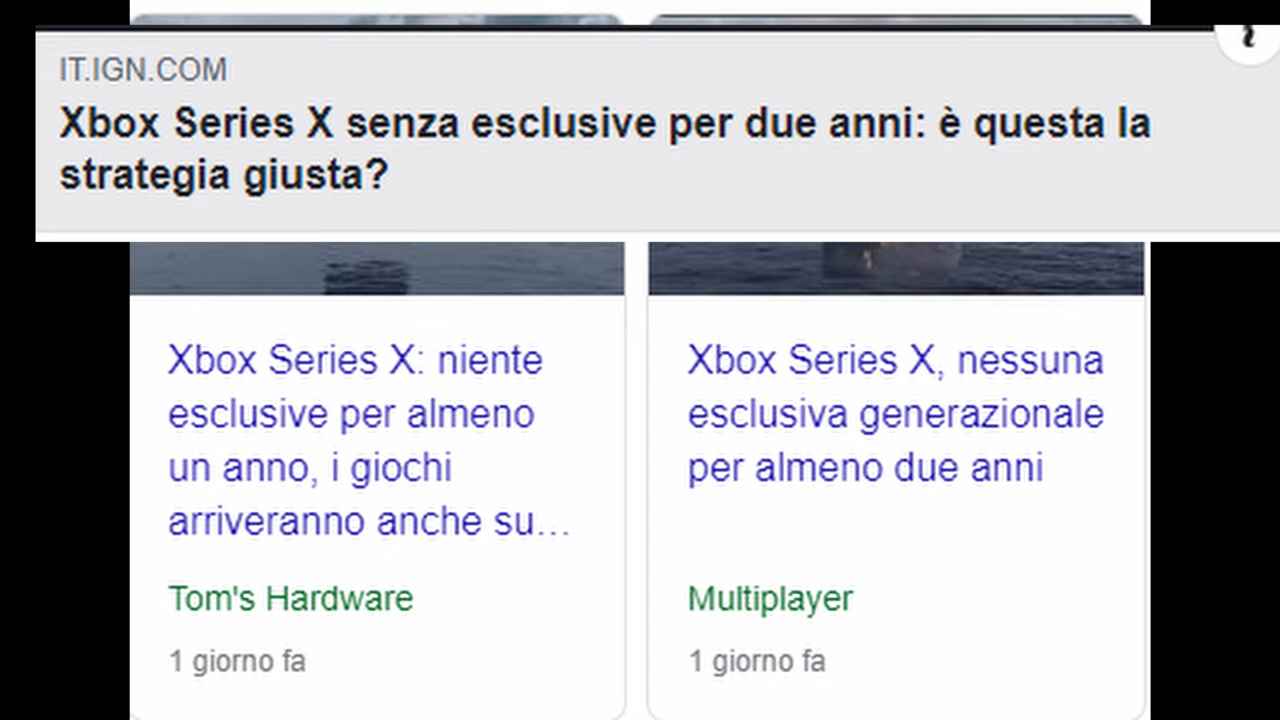 IT.IGN.COM
Xbox Series X senza esclusive per due anni: è questa la
strategia giusta?
Xbox Series X: niente
esclusive per almeno
un anno, i giochi
arriveranno anche su...
Tom's Hardware
1 giorno fa
Xbox Series X, nessuna
esclusiva generazionale
per almeno due anni
Multiplayer
1 giorno fa